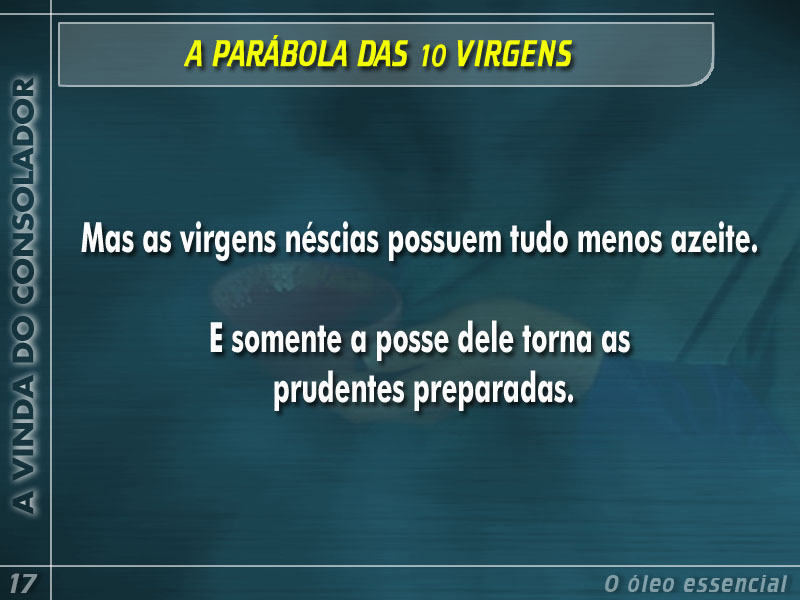 A PARÁBOLA DAS 10 VIRGENS
A VINDA DO CONSOLADOR
Mas as virgens néscias possuem tudo menos azeite.
E somente a posse dele torna as
prudentes preparadas.
17
O óleo essencial